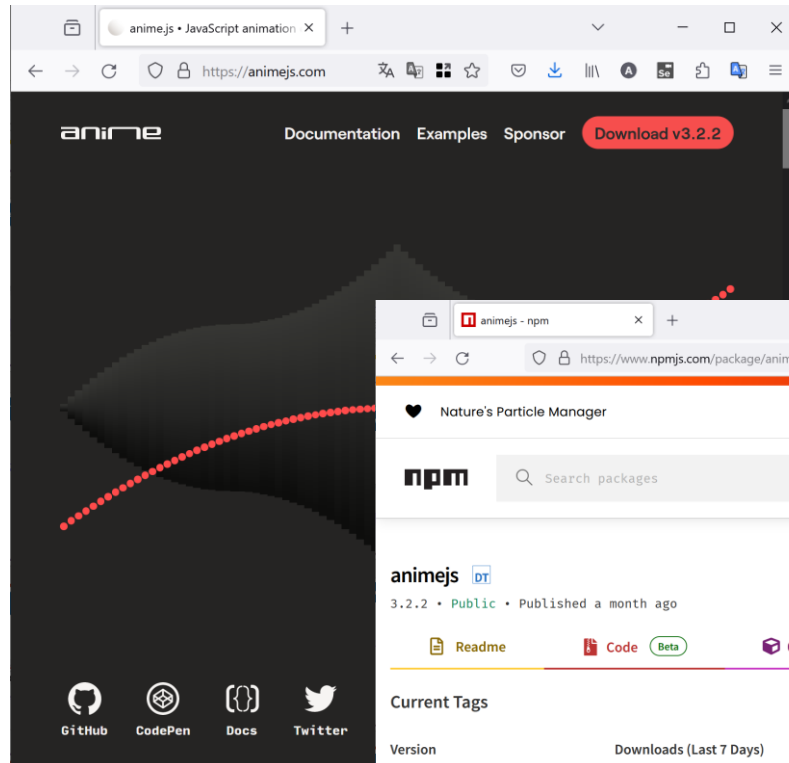 anime.js • JavaScript animation
https://animejs.com
anime
Documentation Examples Sponsor Download v3.2.2
GitHub CodePen Docs Twitter
animejs - npm
https://www.npmjs.com/package/anim
Nature's Particle Manager
npm
Search packages
animejs DT
3.2.2 • Public • Published a month ago
Readme Code Beta
Current Tags
Version Downloads (Last 7 Days)